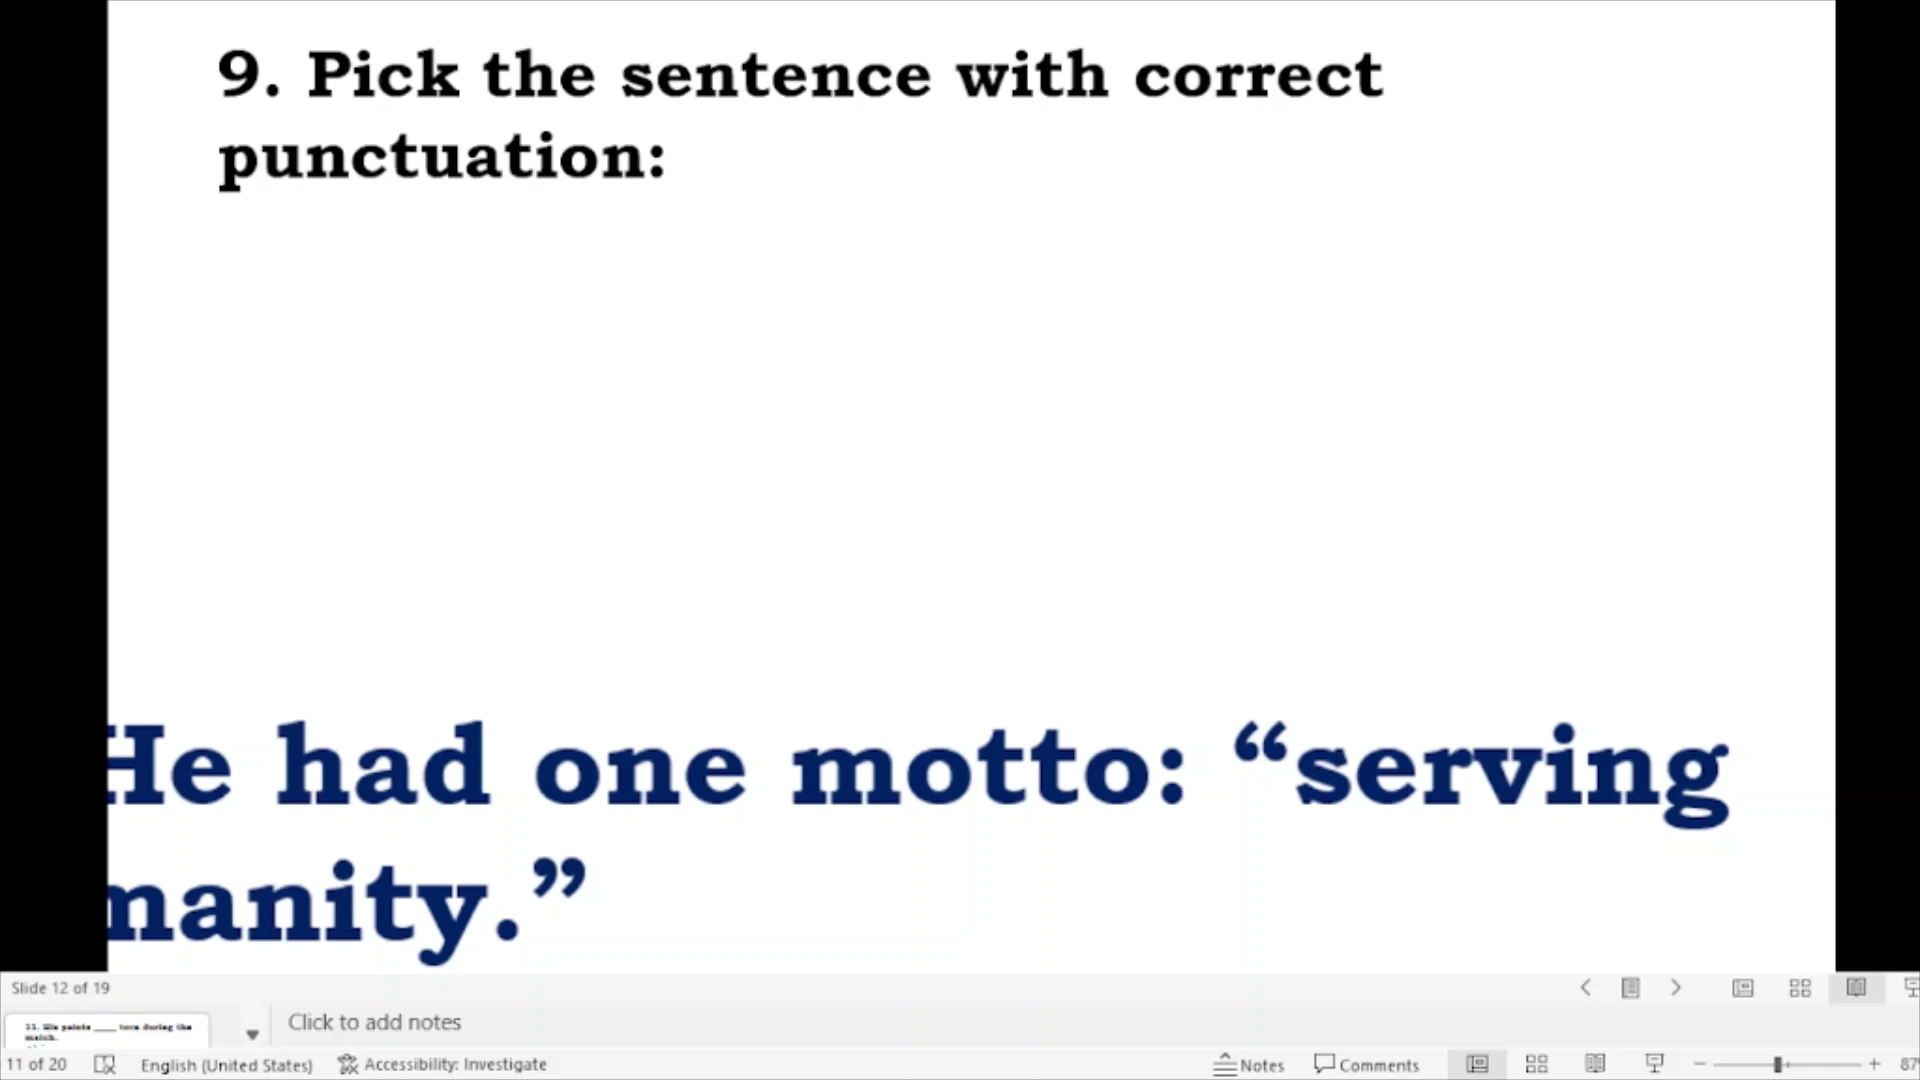 9. Pick the sentence with correct
punctuation:
He had one motto: “serving
manity.”
Slide 12 of 19
Click to add notes
11 of 20
English (United States)
Accessibility: Investigate
Notes
Comments